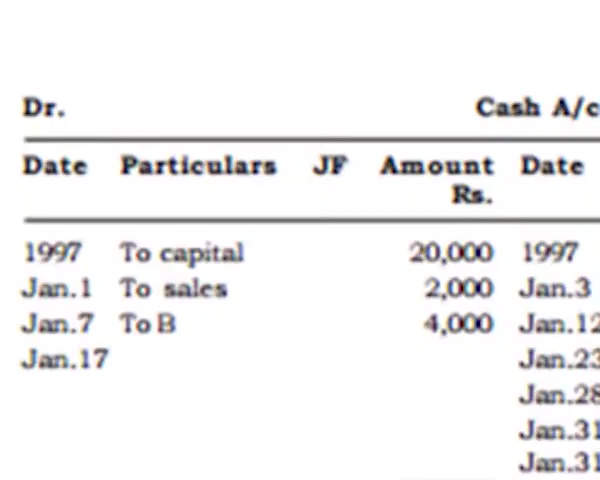 Dr. Cash A/c
Date Particulars JF Amount Date
Rs.
1997 To capital 20,000 1997
Jan.1 To sales 2,000 Jan.3
Jan.7 To B 4,000 Jan.12
Jan.17 Jan.23
Jan.28
Jan.31
Jan.31